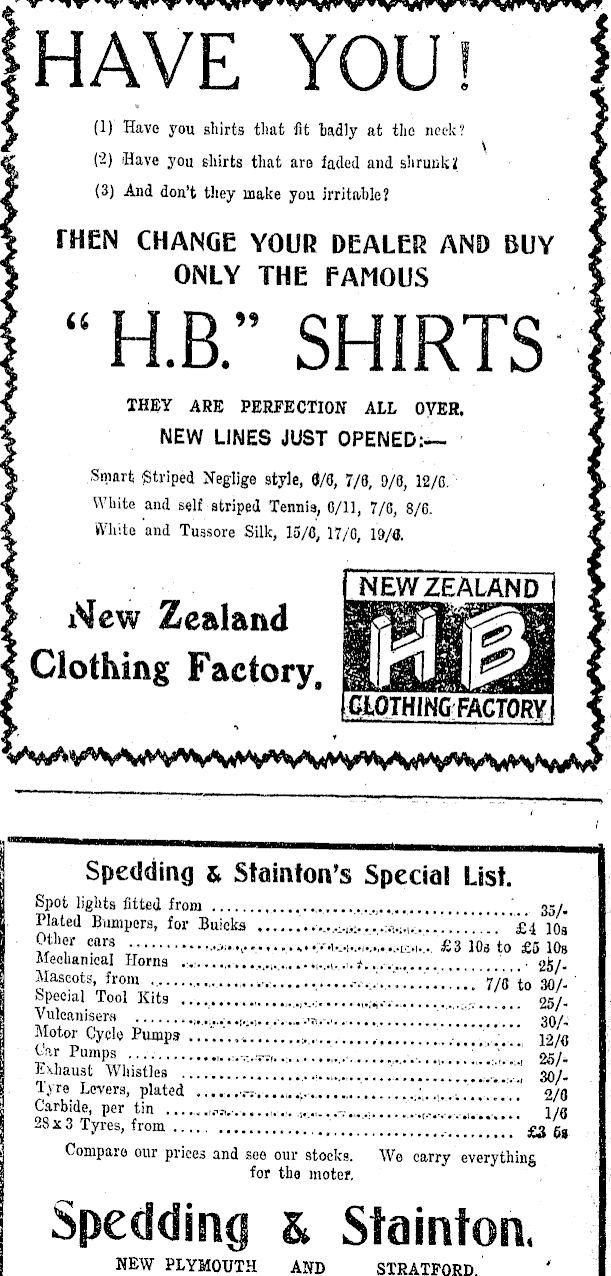 HAVE YOU!
(1) Have you shirts that fit badly at the neck?
(2) Have you shirts that are faded and shrunk?
(3) And don't they make you irritable?
THEN CHANGE YOUR DEALER AND BUY
ONLY THE FAMOUS
"H.B." SHIRTS
THEY ARE PERFECTION ALL OVER.
NEW LINES JUST OPENED:—
Smart Striped Neglige style, 6/6, 7/6, 9/6, 12/6.
White and self striped Tennis, 6/11, 7/6, 8/6.
White and Tussore Silk, 15/6, 17/6, 19/6.
New Zealand
Clothing Factory.
NEW ZEALAND
HB
CLOTHING FACTORY
Spedding & Stainton's Special List.
Spot lights fitted from ........ 35/-
Plated Bumpers, for Buicks ........ £4 10s
Other cars ........ £3 10s to £5 10s
Mechanical Horns ........ 25/-
Mascots, from ........ 7/6 to 30/-
Special Tool Kits ........ 25/-
Vulcanisers ........ 30/-
Motor Cycle Pumps ........ 12/6
Car Pumps ........ 25/-
Exhaust Whistles ........ 30/-
Tyre Levers, plated ........ 2/6
Carbide, per tin ........ 1/6
28 x 3 Tyres, from ........ £3 5s
Compare our prices and see our stocks. We carry everything
for the moter.
Spedding & Stainton.
NEW PLYMOUTH AND STRATFORD.